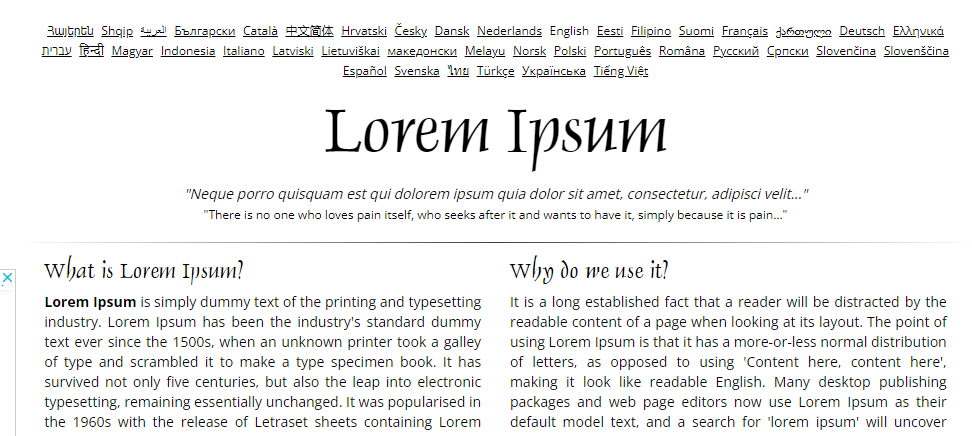 Հայերեն Shqip العربية Български Català 中文简体 Hrvatski Česky Dansk Nederlands English Eesti Filipino Suomi Français ქართული Deutsch Ελληνικά
עברית हिन्दी Magyar Indonesia Italiano Latviski Lietuviškai македонски Melayu Norsk Polski Português Româna Pyccкий Српски Slovenčina Slovenščina
Español Svenska ไทย Türkçe Українська Tiếng Việt
Lorem Ipsum
"Neque porro quisquam est qui dolorem ipsum quia dolor sit amet, consectetur, adipisci velit..."
"There is no one who loves pain itself, who seeks after it and wants to have it, simply because it is pain..."
What is Lorem Ipsum?
Lorem Ipsum is simply dummy text of the printing and typesetting
industry. Lorem Ipsum has been the industry's standard dummy
text ever since the 1500s, when an unknown printer took a galley
of type and scrambled it to make a type specimen book. It has
survived not only five centuries, but also the leap into electronic
typesetting, remaining essentially unchanged. It was popularised in
the 1960s with the release of Letraset sheets containing Lorem
Why do we use it?
It is a long established fact that a reader will be distracted by the
readable content of a page when looking at its layout. The point of
using Lorem Ipsum is that it has a more-or-less normal distribution
of letters, as opposed to using 'Content here, content here',
making it look like readable English. Many desktop publishing
packages and web page editors now use Lorem Ipsum as their
default model text, and a search for 'lorem ipsum' will uncover